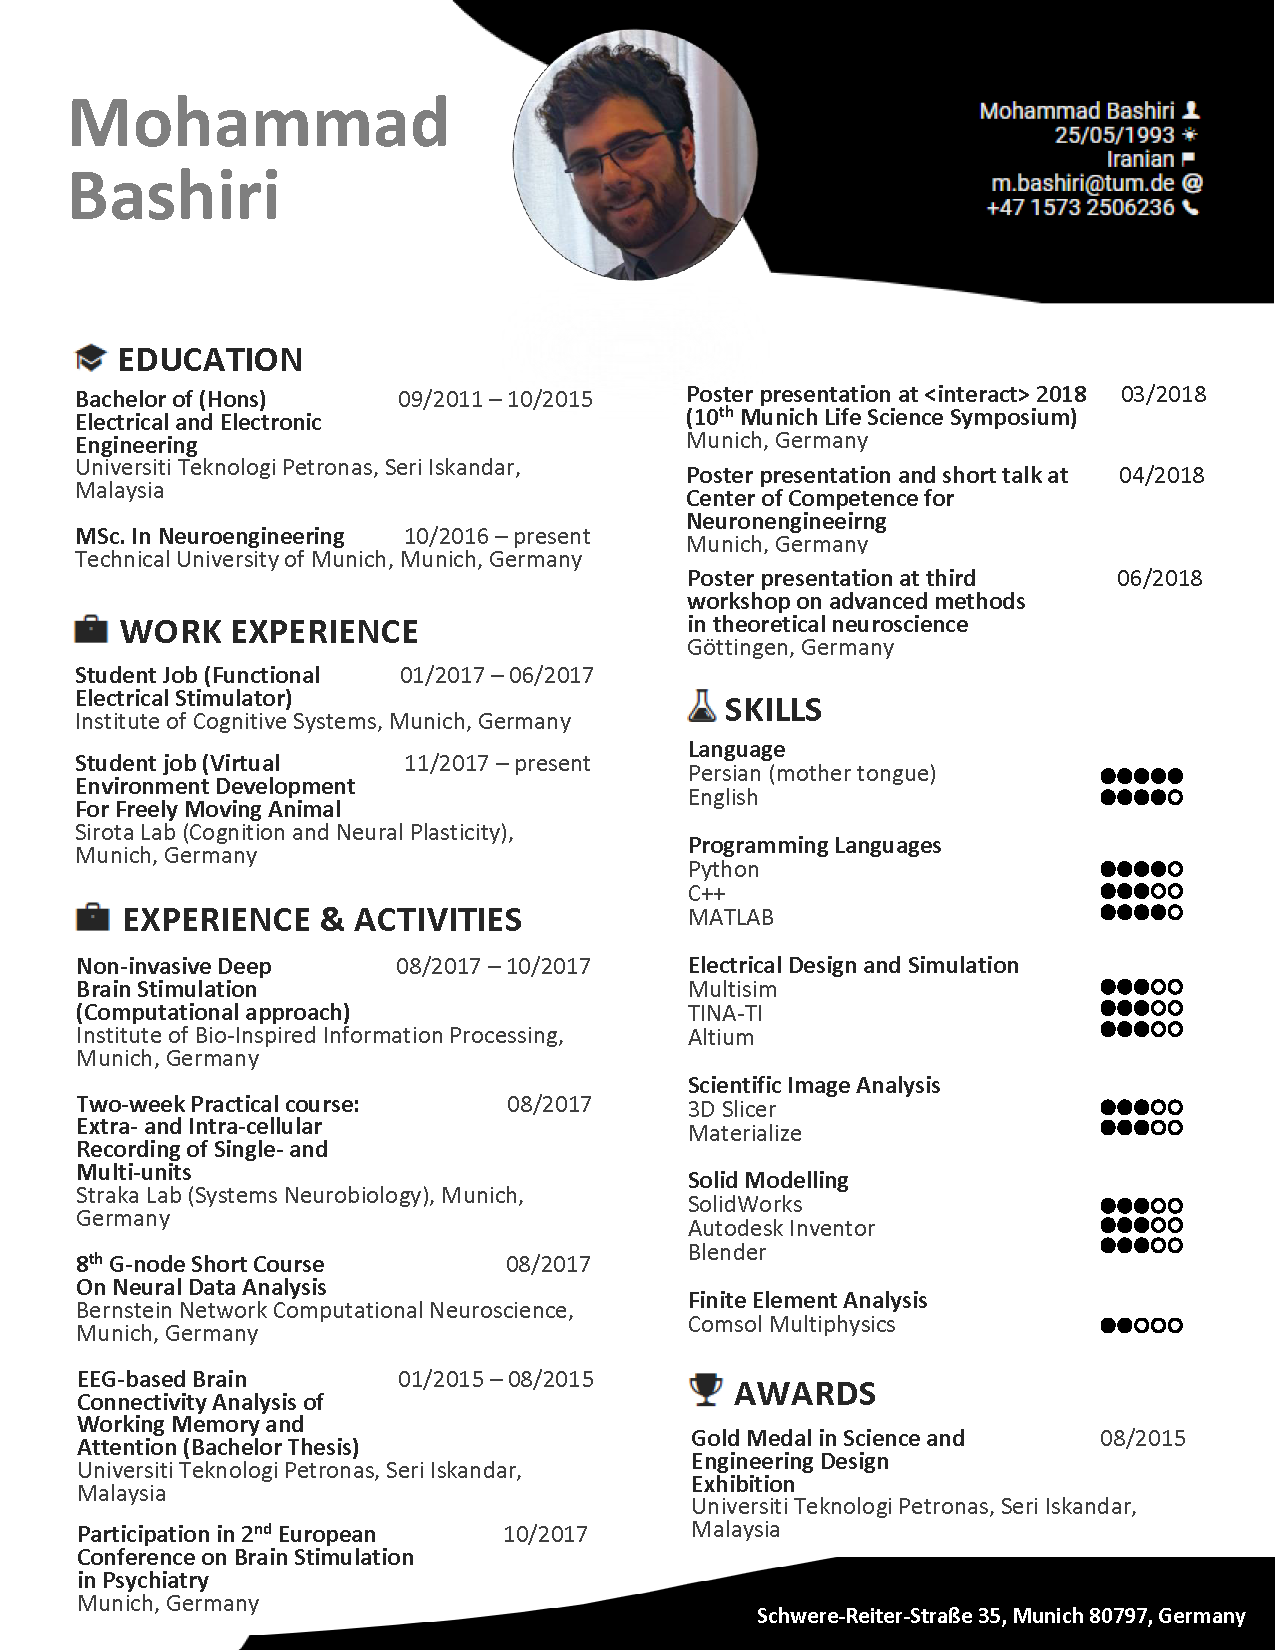 Mohammad
Bashiri
Mohammad Bashiri
25/05/1993
Iranian
m.bashiri@tum.de @
+47 1573 2506236
EDUCATION
Bachelor of (Hons) 09/2011 – 10/2015
Electrical and Electronic
Engineering
Universiti Teknologi Petronas, Seri Iskandar,
Malaysia
MSc. In Neuroengineering 10/2016 – present
Technical University of Munich, Munich, Germany
WORK EXPERIENCE
Student Job (Functional 01/2017 – 06/2017
Electrical Stimulator)
Institute of Cognitive Systems, Munich, Germany
Student job (Virtual 11/2017 – present
Environment Development
For Freely Moving Animal
Sirota Lab (Cognition and Neural Plasticity),
Munich, Germany
EXPERIENCE & ACTIVITIES
Non-invasive Deep 08/2017 – 10/2017
Brain Stimulation
(Computational approach)
Institute of Bio-Inspired Information Processing,
Munich, Germany
Two-week Practical course: 08/2017
Extra- and Intra-cellular
Recording of Single- and
Multi-units
Straka Lab (Systems Neurobiology), Munich,
Germany
8th G-node Short Course 08/2017
On Neural Data Analysis
Bernstein Network Computational Neuroscience,
Munich, Germany
EEG-based Brain 01/2015 – 08/2015
Connectivity Analysis of
Working Memory and
Attention (Bachelor Thesis)
Universiti Teknologi Petronas, Seri Iskandar,
Malaysia
Participation in 2nd European 10/2017
Conference on Brain Stimulation
in Psychiatry
Munich, Germany
Poster presentation at <interact> 2018 03/2018
(10th Munich Life Science Symposium)
Munich, Germany
Poster presentation and short talk at 04/2018
Center of Competence for
Neuronengineeirng
Munich, Germany
Poster presentation at third 06/2018
workshop on advanced methods
in theoretical neuroscience
Göttingen, Germany
SKILLS
Language
Persian (mother tongue)
English
Programming Languages
Python
C++
MATLAB
Electrical Design and Simulation
Multisim
TINA-TI
Altium
Scientific Image Analysis
3D Slicer
Materialize
Solid Modelling
SolidWorks
Autodesk Inventor
Blender
Finite Element Analysis
Comsol Multiphysics
AWARDS
Gold Medal in Science and 08/2015
Engineering Design
Exhibition
Universiti Teknologi Petronas, Seri Iskandar,
Malaysia
Schwere-Reiter-Straße 35, Munich 80797, Germany